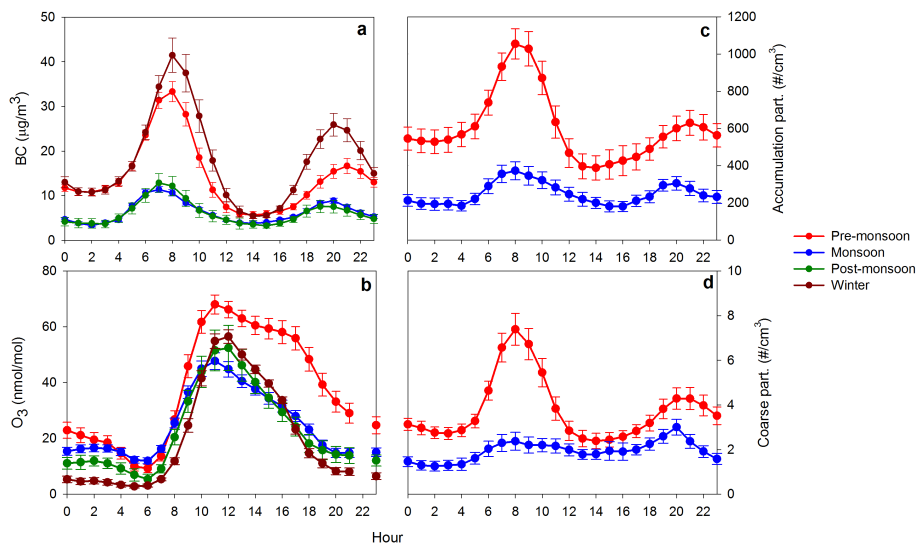 a
50
40
30
20
10
0
BC (µg/m³)
0 2 4 6 8 10 12 14 16 18 20 22
c
1200
1000
800
600
400
200
0
Accumulation part. (#/cm³)
0 2 4 6 8 10 12 14 16 18 20 22
Pre-monsoon
Monsoon
Post-monsoon
Winter
b
80
60
40
20
0
O₃ (nmol/mol)
0 2 4 6 8 10 12 14 16 18 20 22
d
10
8
6
4
2
0
Coarse part. (#/cm³)
0 2 4 6 8 10 12 14 16 18 20 22
Hour